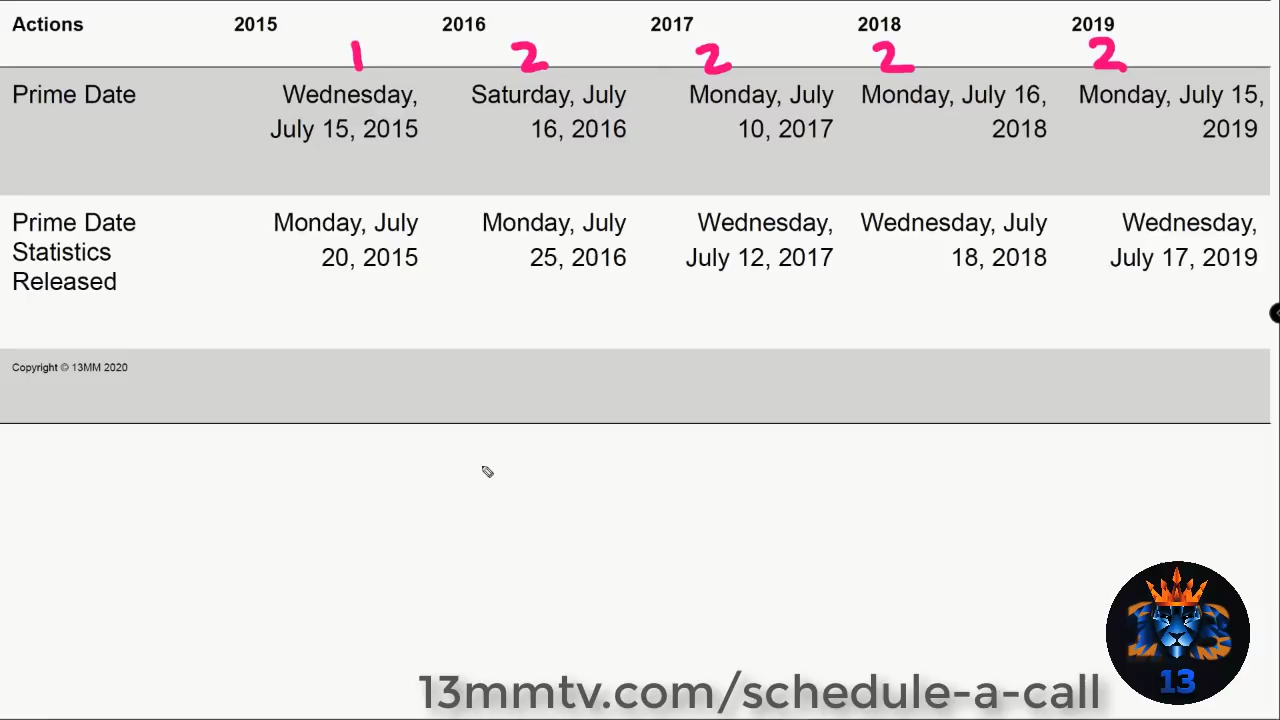 Actions 2015 2016 2017 2018 2019
1 2 2 2 2
Prime Date Wednesday, Saturday, July Monday, July Monday, July 16, Monday, July 15,
July 15, 2015 16, 2016 10, 2017 2018 2019
Prime Date Monday, July Monday, July Wednesday, Wednesday, July Wednesday,
Statistics 20, 2015 25, 2016 July 12, 2017 18, 2018 July 17, 2019
Released
Copyright © 13MM 2020
13
13
13mmtv.com/schedule-a-call